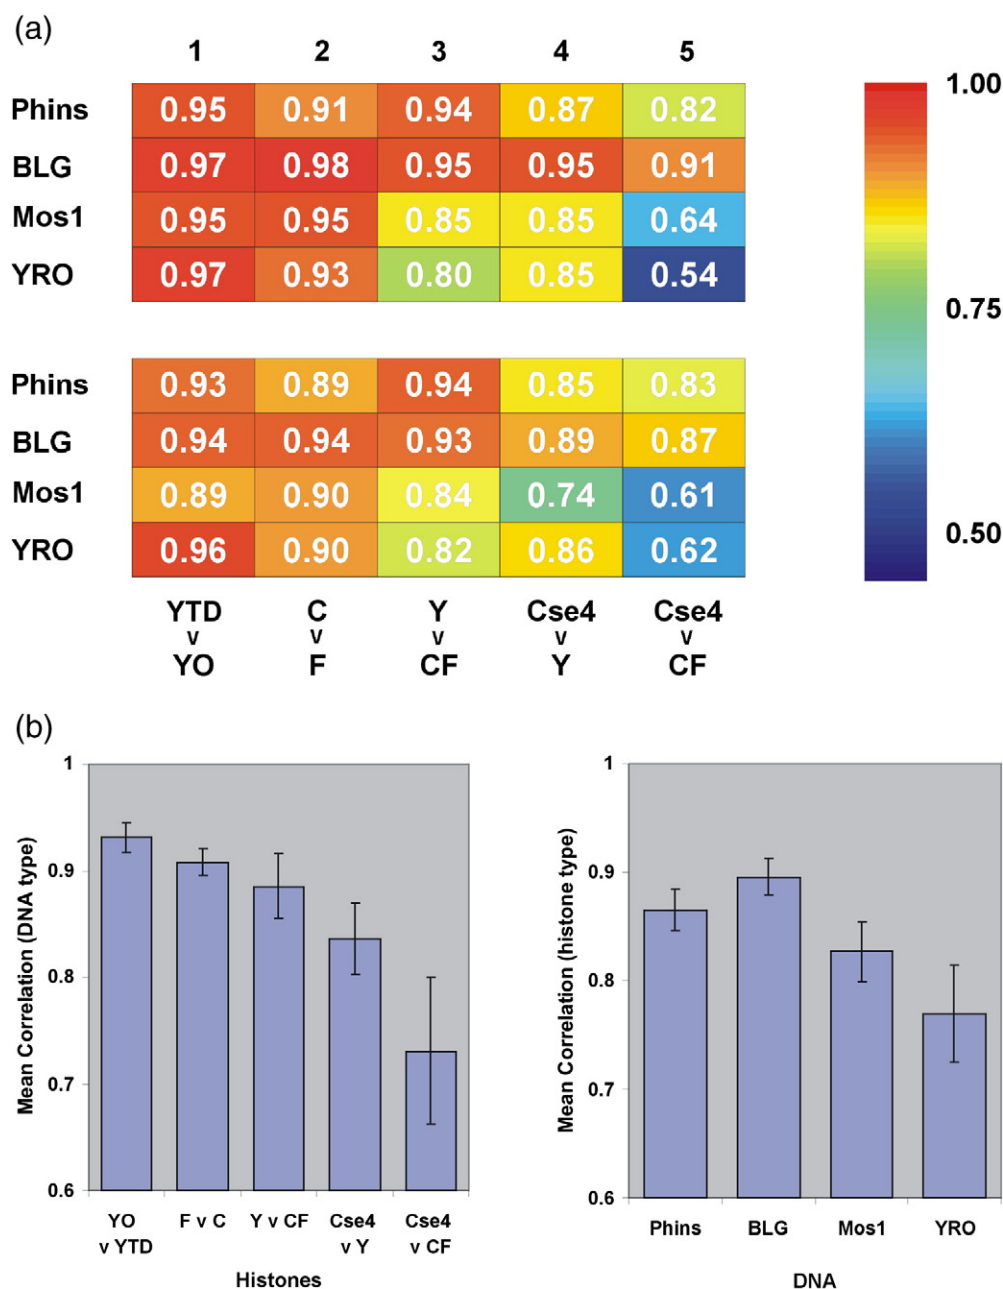 (a)
1 2 3 4 5
Phins 0.95 0.91 0.94 0.87 0.82
BLG 0.97 0.98 0.95 0.95 0.91
Mos1 0.95 0.95 0.85 0.85 0.64
YRO 0.97 0.93 0.80 0.85 0.54
Phins 0.93 0.89 0.94 0.85 0.83
BLG 0.94 0.94 0.93 0.89 0.87
Mos1 0.89 0.90 0.84 0.74 0.61
YRO 0.96 0.90 0.82 0.86 0.62
YTD C Y Cse4 Cse4
v v v v v
YO F CF Y CF
1.00
0.75
0.50
(b)
Mean Correlation (DNA type)
1
0.9
0.8
0.7
0.6
YO F v C Y v CF Cse4 Cse4
v YTD v Y v CF
Histones
Mean Correlation (histone type)
1
0.9
0.8
0.7
0.6
Phins BLG Mos1 YRO
DNA